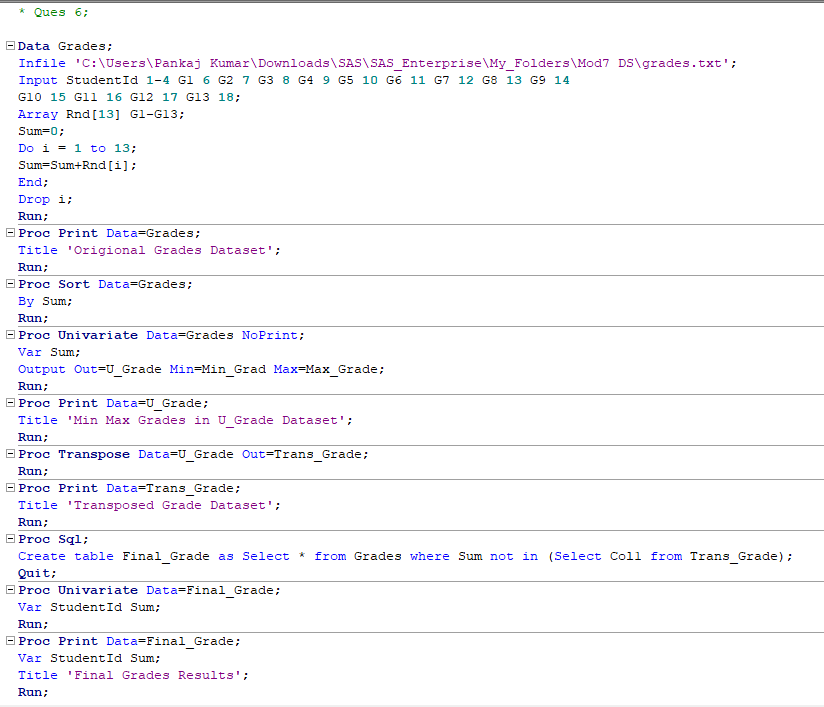 * Ques 6;
Data Grades;
Infile 'C:\Users\Pankaj Kumar\Downloads\SAS\SAS_Enterprise\My_Folders\Mod7 DS\grades.txt';
Input StudentId 1-4 G1 6 G2 7 G3 8 G4 9 G5 10 G6 11 G7 12 G8 13 G9 14
G10 15 G11 16 G12 17 G13 18;
Array Rnd[13] G1-G13;
Sum=0;
Do i = 1 to 13;
Sum=Sum+Rnd[i];
End;
Drop i;
Run;
Proc Print Data=Grades;
Title 'Origional Grades Dataset';
Run;
Proc Sort Data=Grades;
By Sum;
Run;
Proc Univariate Data=Grades NoPrint;
Var Sum;
Output Out=U_Grade Min=Min_Grad Max=Max_Grade;
Run;
Proc Print Data=U_Grade;
Title 'Min Max Grades in U_Grade Dataset';
Run;
Proc Transpose Data=U_Grade Out=Trans_Grade;
Run;
Proc Print Data=Trans_Grade;
Title 'Transposed Grade Dataset';
Run;
Proc Sql;
Create table Final_Grade as Select * from Grades where Sum not in (Select Col1 from Trans_Grade);
Quit;
Proc Univariate Data=Final_Grade;
Var StudentId Sum;
Run;
Proc Print Data=Final_Grade;
Var StudentId Sum;
Title 'Final Grades Results';
Run;